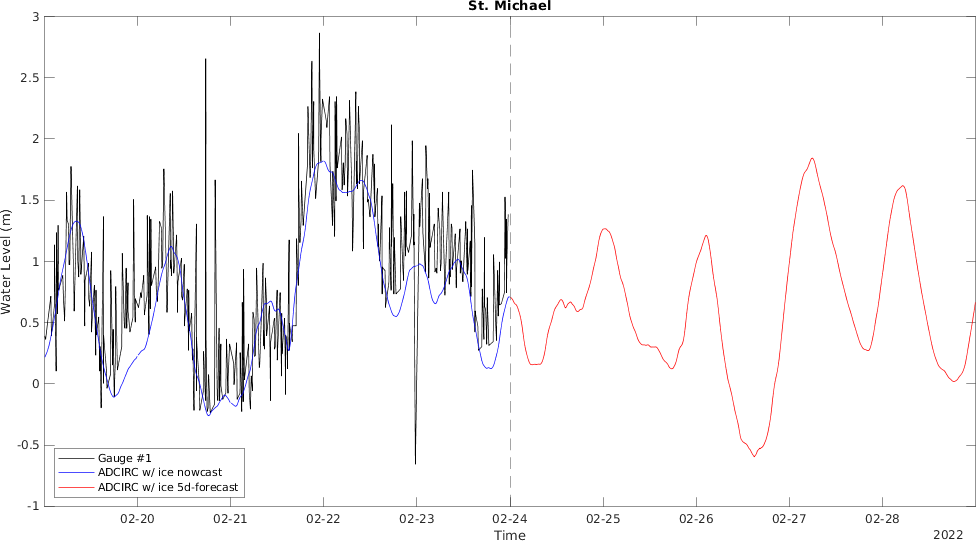 St. Michael
3
2.5
2
1.5
1
0.5
0
-0.5
-1
Water Level (m)
Gauge #1
ADCIRC w/ ice nowcast
ADCIRC w/ ice 5d-forecast
02-20 02-21 02-22 02-23 02-24 02-25 02-26 02-27 02-28
Time
2022